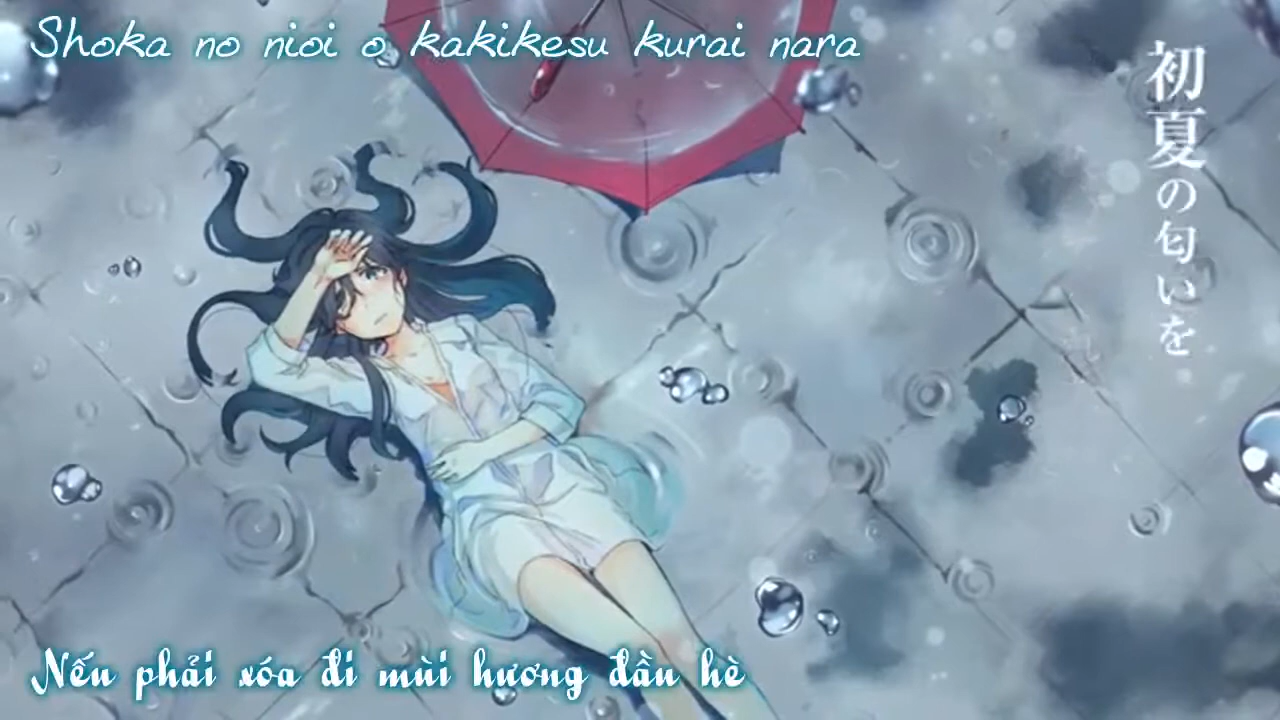 Shoka no nioi o kakikesu kurai nara
初夏の匂いを
Nếu phải xóa đi mùi hương đầu hè